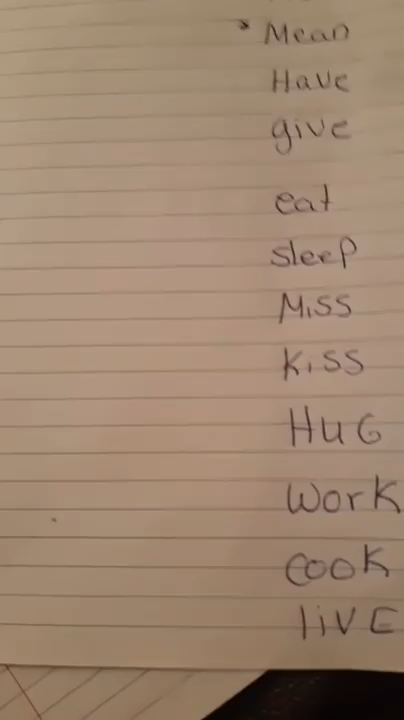 * Mean
Have
give
eat
sleep
Miss
Kiss
HUG
Work
cook
live